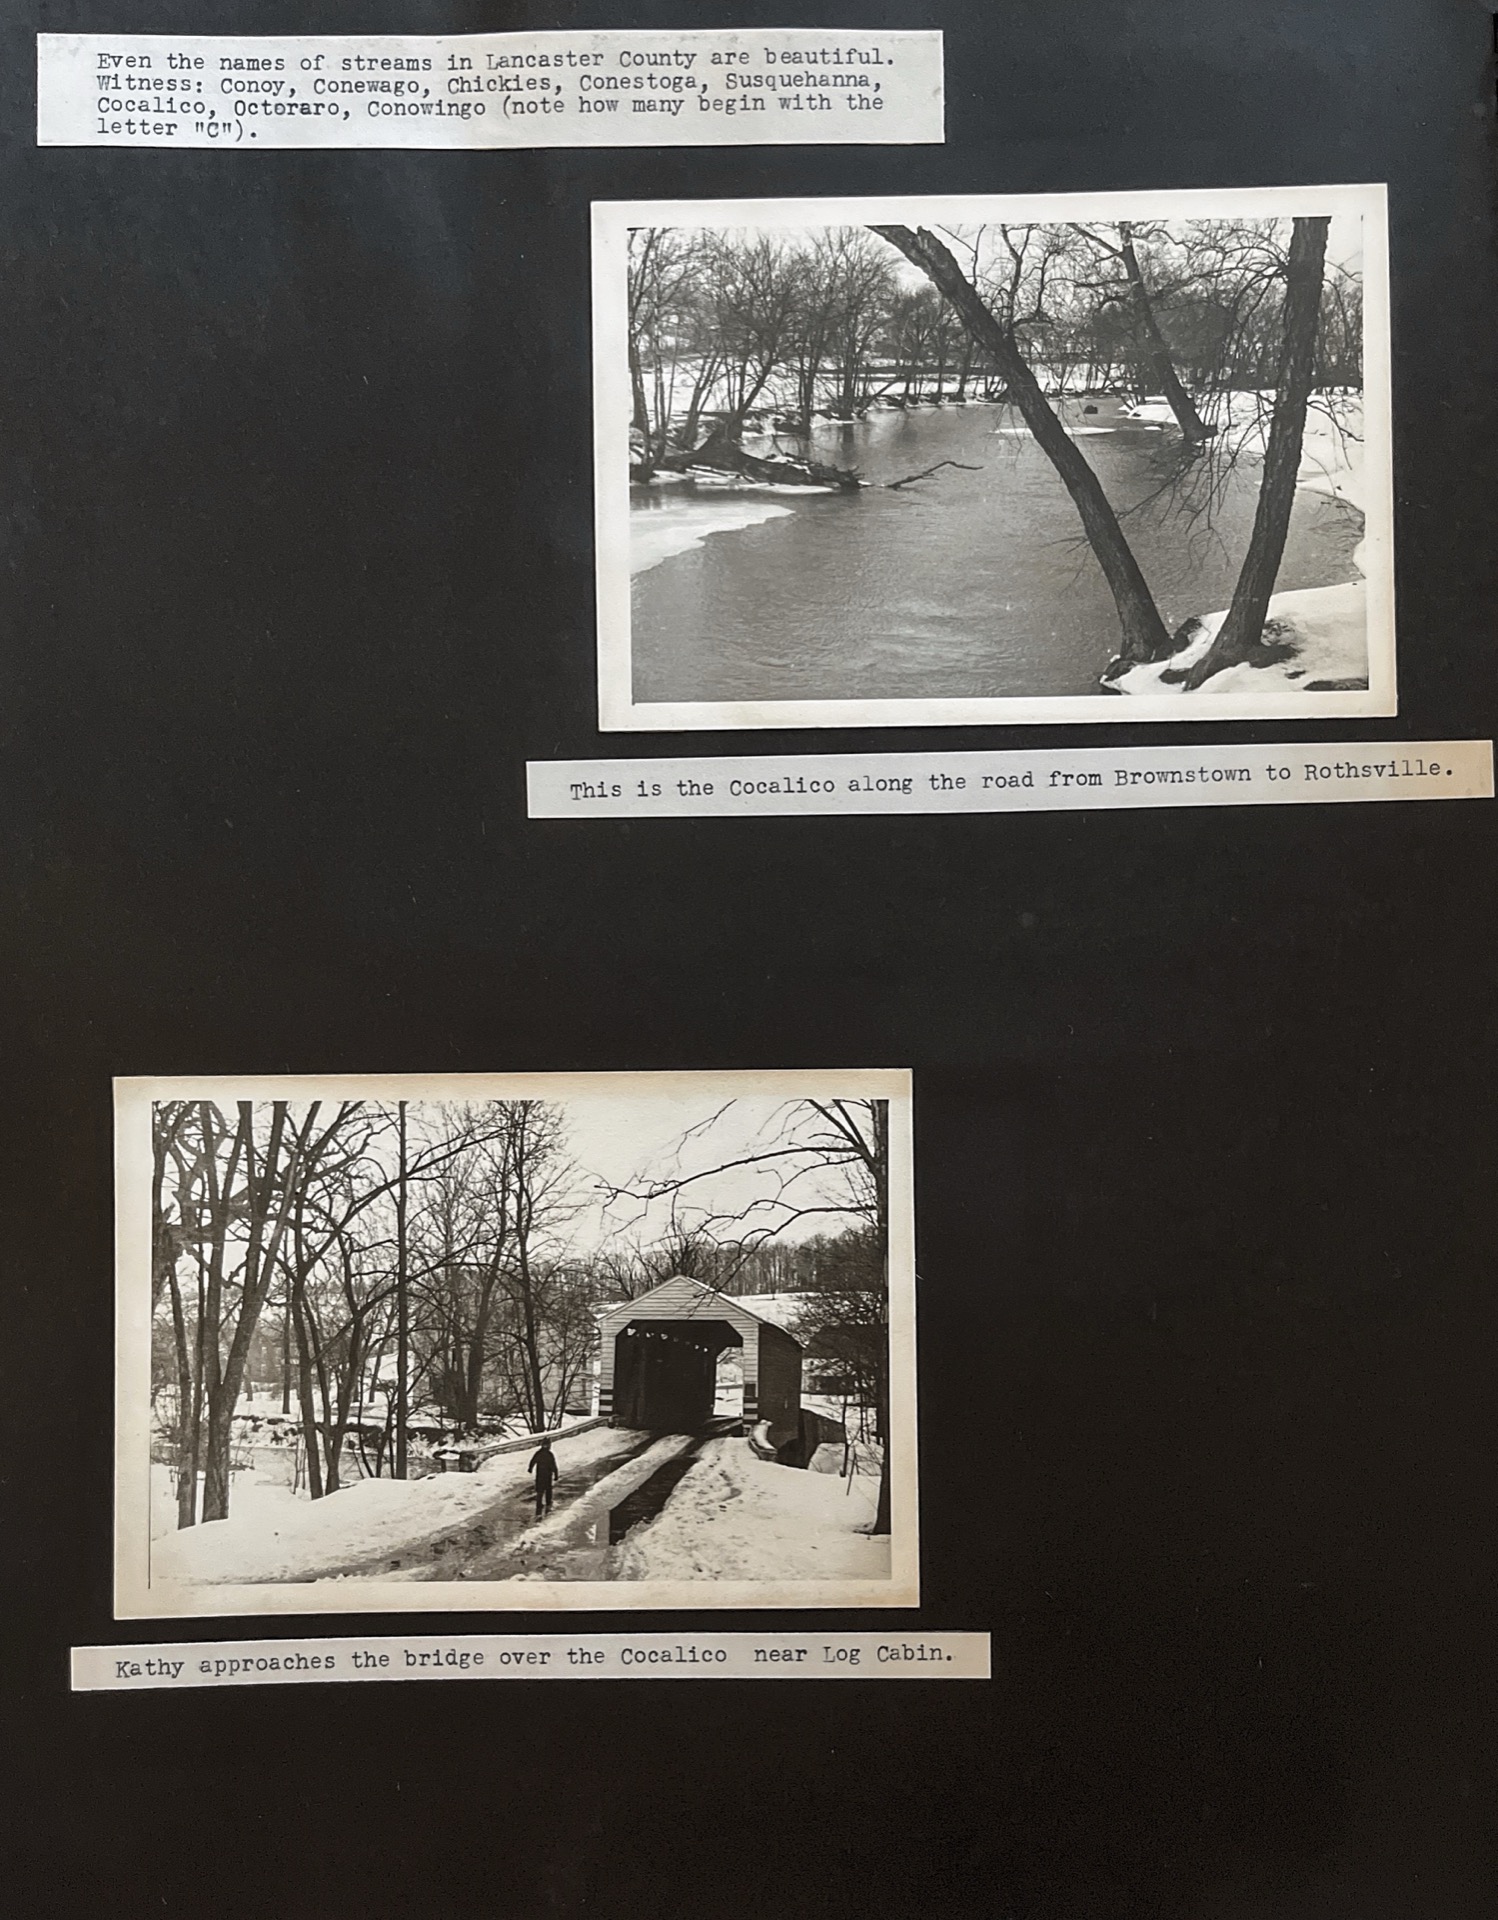 Even the names of streams in Lancaster County are beautiful.
Witness: Conoy, Conewago, Chickies, Conestoga, Susquehanna,
Cocalico, Octoraro, Conowingo (note how many begin with the
letter "C").
This is the Cocalico along the road from Brownstown to Rothsville.
Kathy approaches the bridge over the Cocalico near Log Cabin.